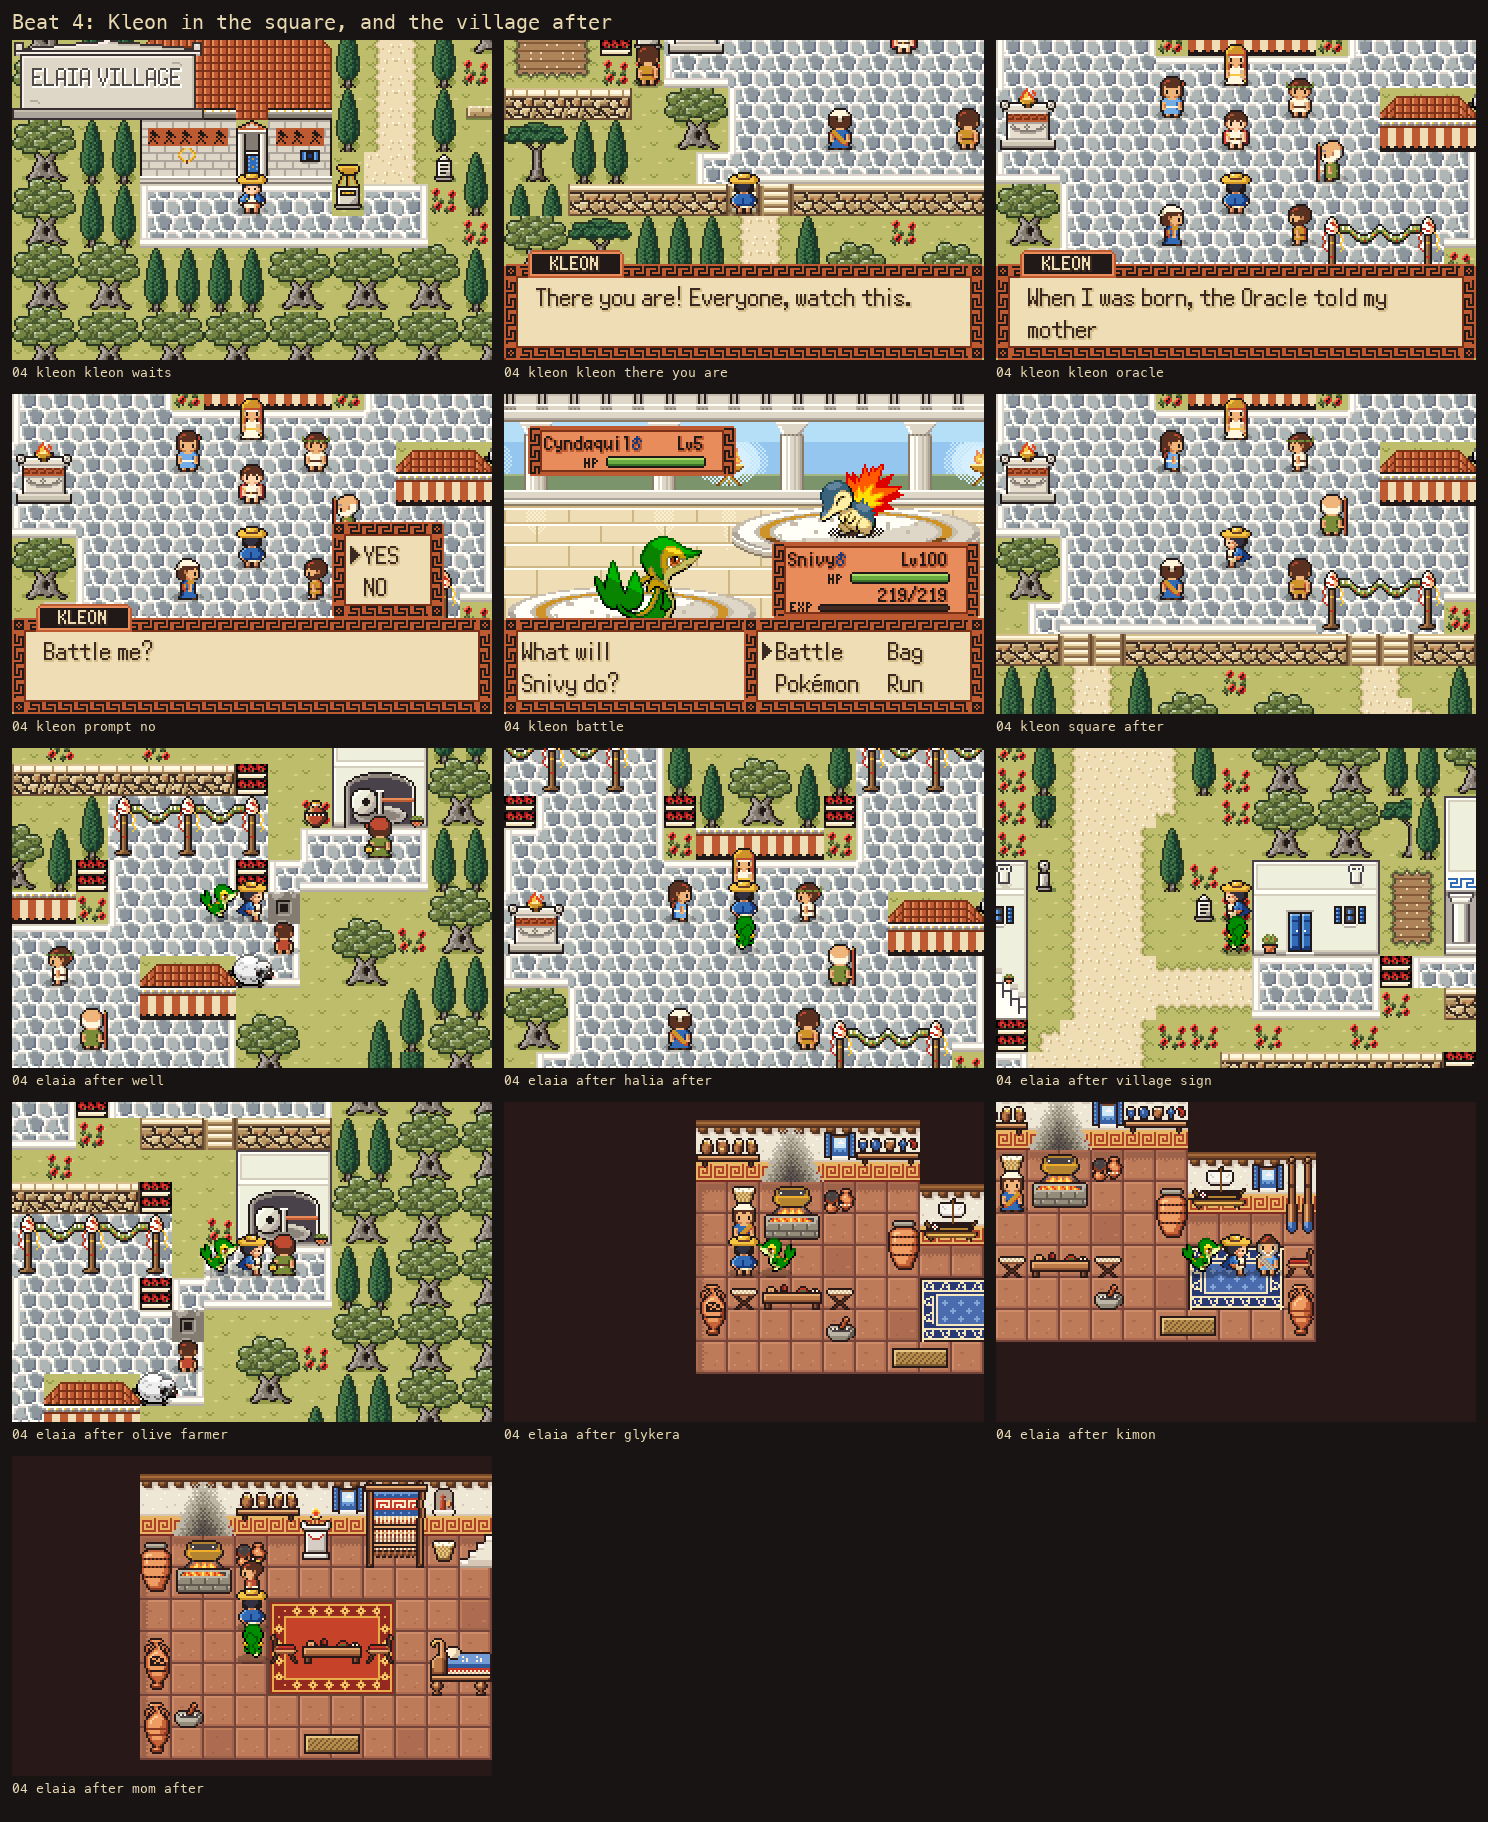 Beat 4: Kleon in the square, and the village after
ELAIA VILLAGE
04 kleon kleon waits
KLEON
There you are! Everyone, watch this.
04 kleon kleon there you are
KLEON
When I was born, the Oracle told my
mother
04 kleon kleon oracle
YES
NO
KLEON
Battle me?
04 kleon prompt no
Cyndaquil♂ Lv5
HP
Snivy♂ Lv100
HP
219/219
EXP
What will
Snivy do?
Battle Bag
Pokémon Run
04 kleon battle
04 kleon square after
04 elaia after well
04 elaia after halia after
04 elaia after village sign
04 elaia after olive farmer
04 elaia after glykera
04 elaia after kimon
04 elaia after mom after